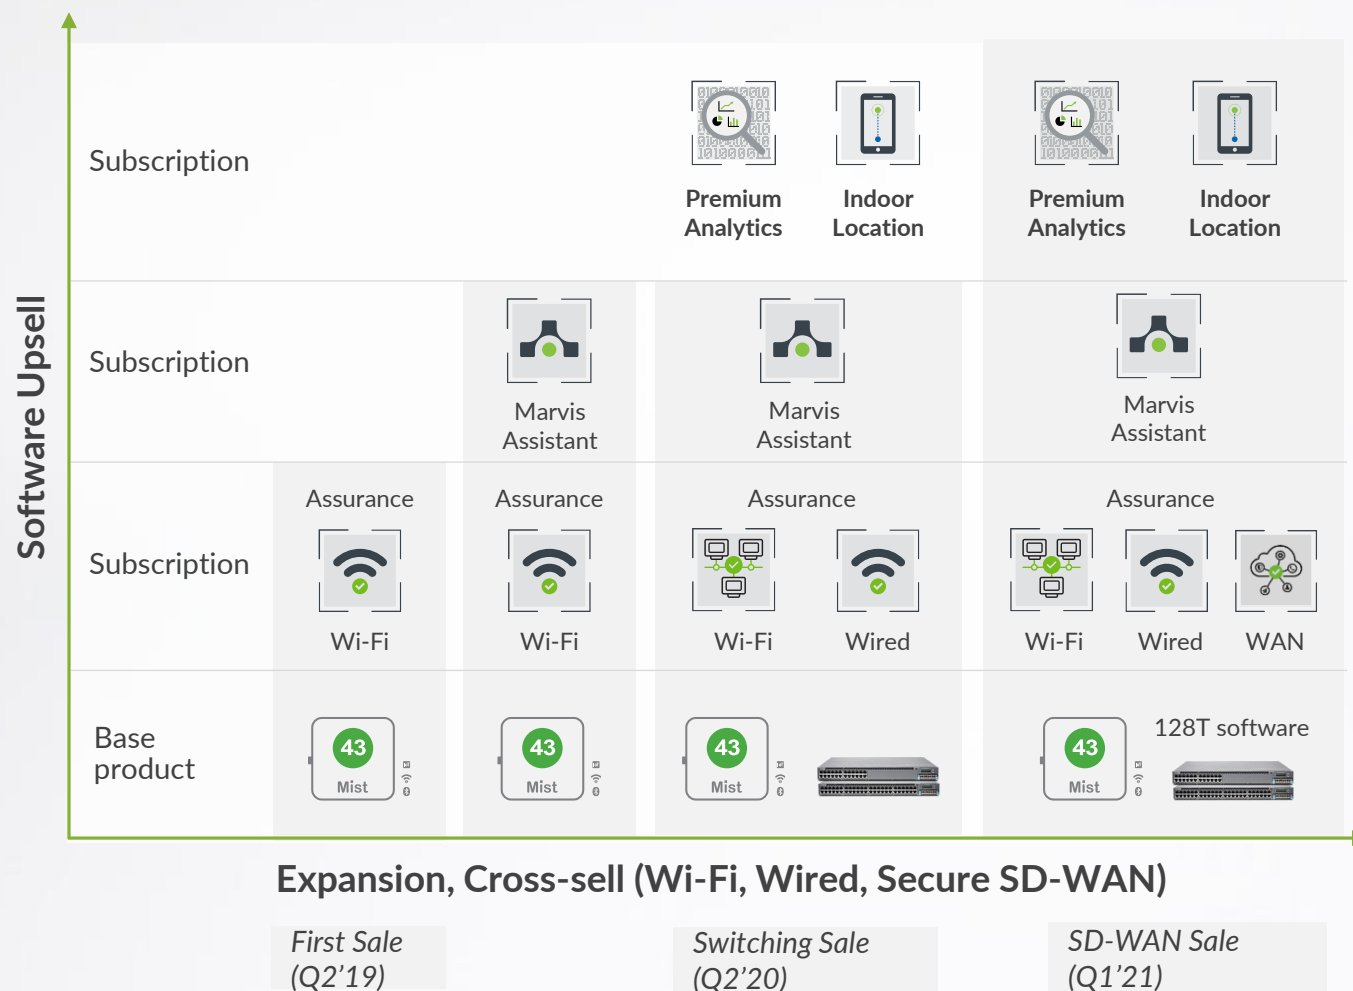 Software Upsell
Subscription
Premium
Analytics
Indoor
Location
Premium
Analytics
Indoor
Location
Subscription
Marvis
Assistant
Marvis
Assistant
Marvis
Assistant
Subscription
Assurance
Assurance
Assurance
Assurance
Wi-Fi
Wi-Fi
Wi-Fi
Wired
Wi-Fi
Wired
WAN
Base
product
43
Mist
43
Mist
43
Mist
43
Mist
128T software
Expansion, Cross-sell (Wi-Fi, Wired, Secure SD-WAN)
First Sale
(Q2’19)
Switching Sale
(Q2’20)
SD-WAN Sale
(Q1’21)